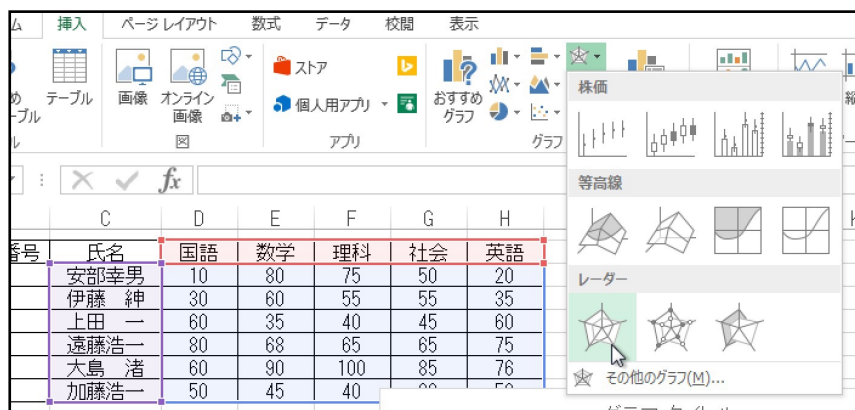 ム 挿入 ページ レイアウト 数式 データ 校閲 表示
テーブル 画像 オンライン 画像 ストア 個人用アプリ おすすめ グラフ
図 アプリ グラフ
株価
等高線
レーダー
その他のグラフ(M)...
fx
C D E F G H
番号 氏名 国語 数学 理科 社会 英語
安部幸男 10 80 75 50 20
伊藤 紳 30 60 55 55 35
上田 一 60 35 40 45 60
遠藤浩一 80 68 65 65 75
大島 渚 60 90 100 85 76
加藤浩一 50 45 40